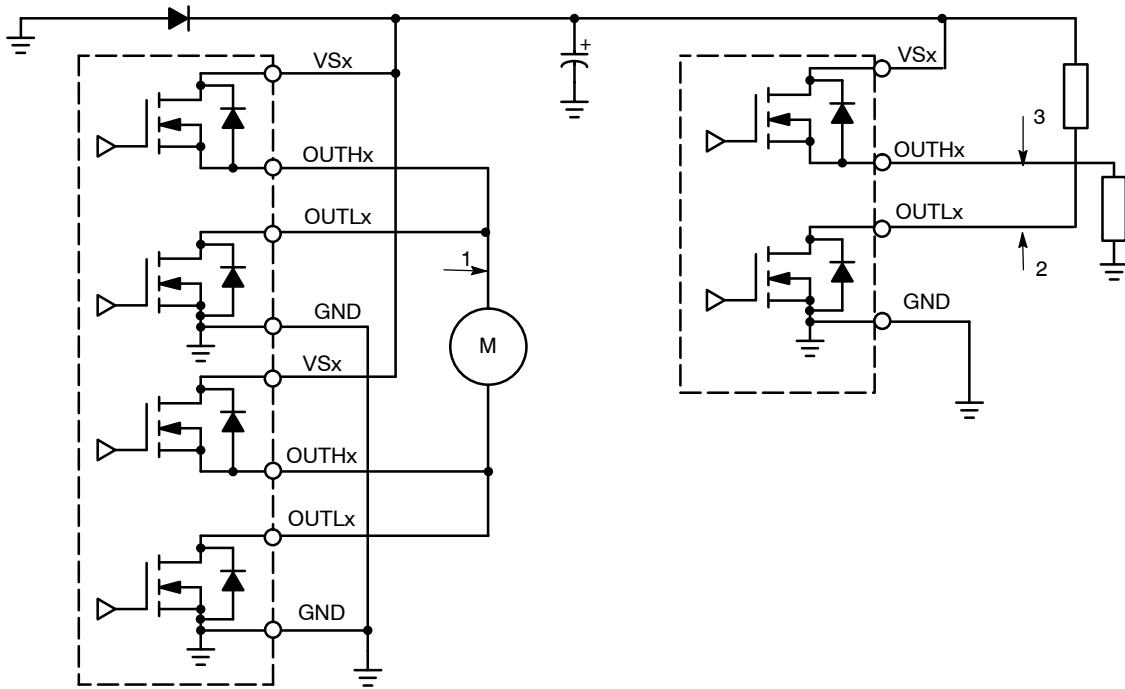 VSx
OUTHx
OUTLx
1
GND
M
VSx
OUTHx
OUTLx
GND
+
VSx
3
OUTHx
OUTLx
2
GND